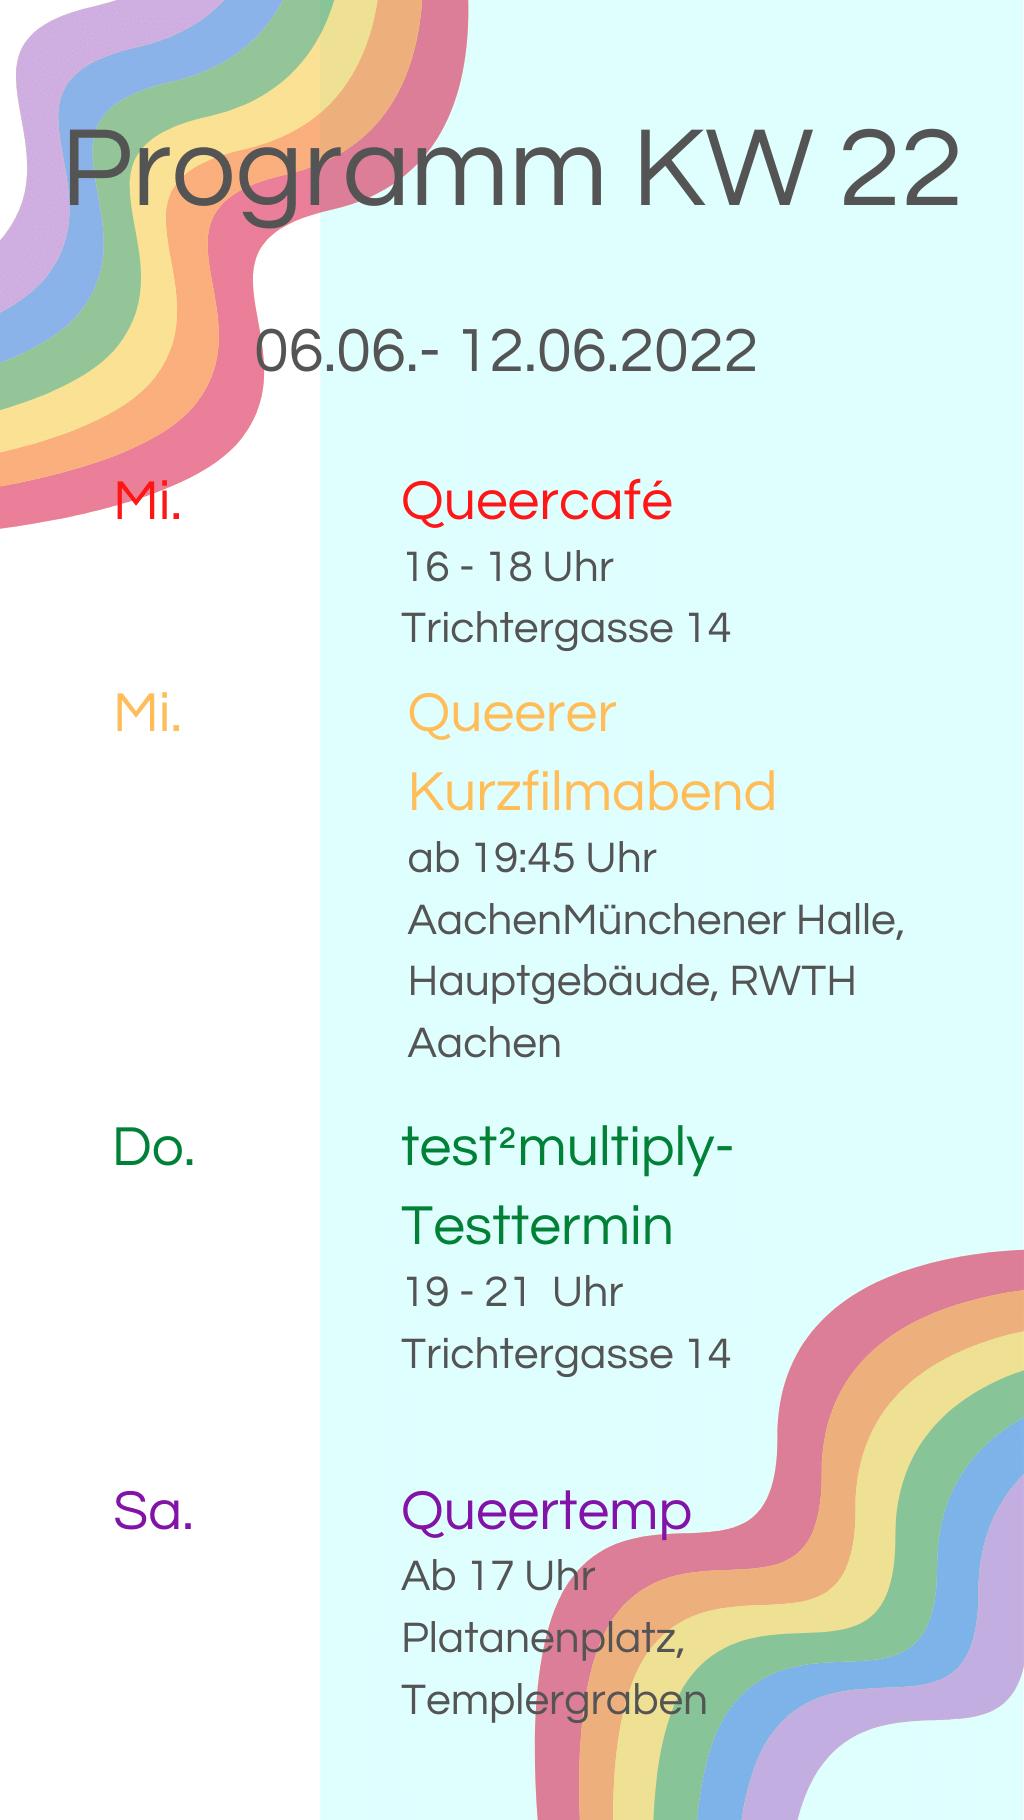 Programm KW 22
06.06.- 12.06.2022
Mi. Queercafé
16 - 18 Uhr
Trichtergasse 14
Mi. Queerer
Kurzfilmabend
ab 19:45 Uhr
AachenMünchener Halle,
Hauptgebäude, RWTH
Aachen
Do. test²multiply-
Testtermin
19 - 21 Uhr
Trichtergasse 14
Sa. Queertemp
Ab 17 Uhr
Platanenplatz,
Templergraben